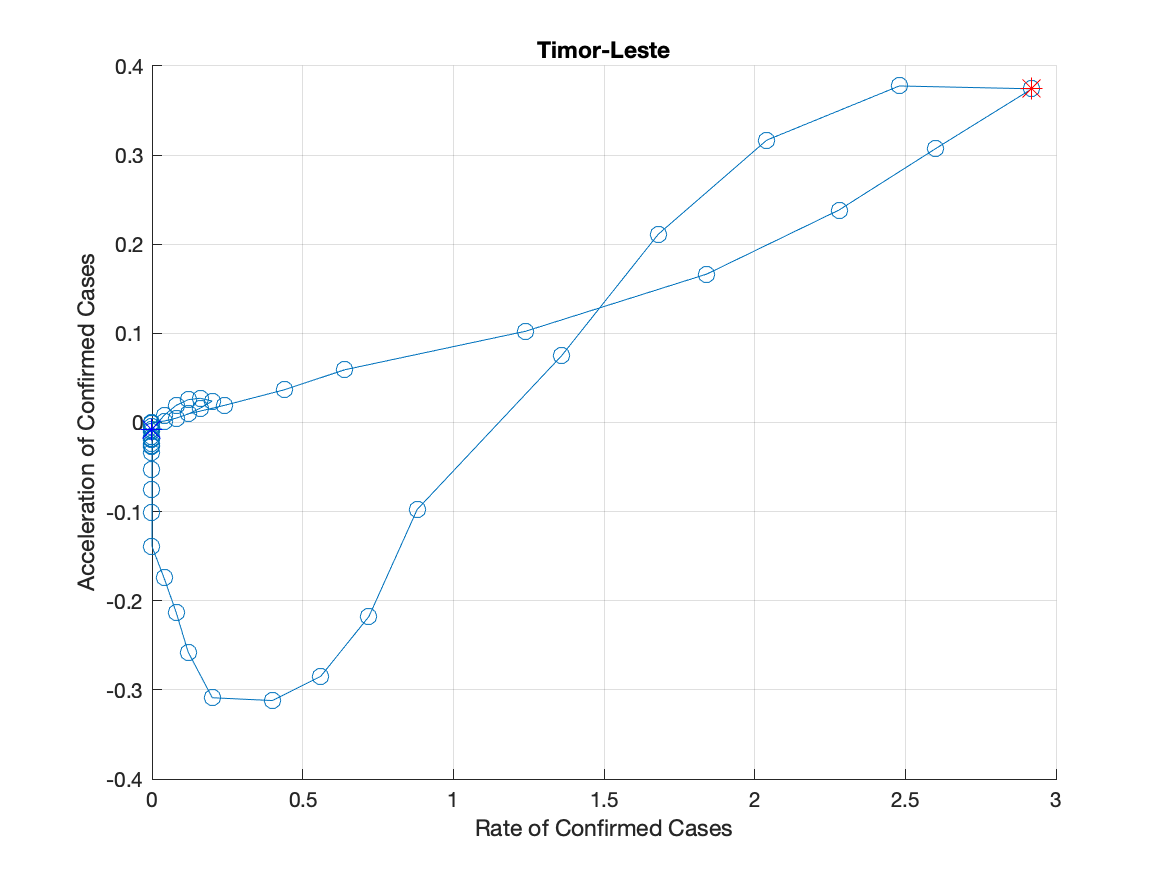 Timor-Leste
0.4
0.3
0.2
0.1
0
-0.1
-0.2
-0.3
-0.4
Acceleration of Confirmed Cases
0 0.5 1 1.5 2 2.5 3
Rate of Confirmed Cases